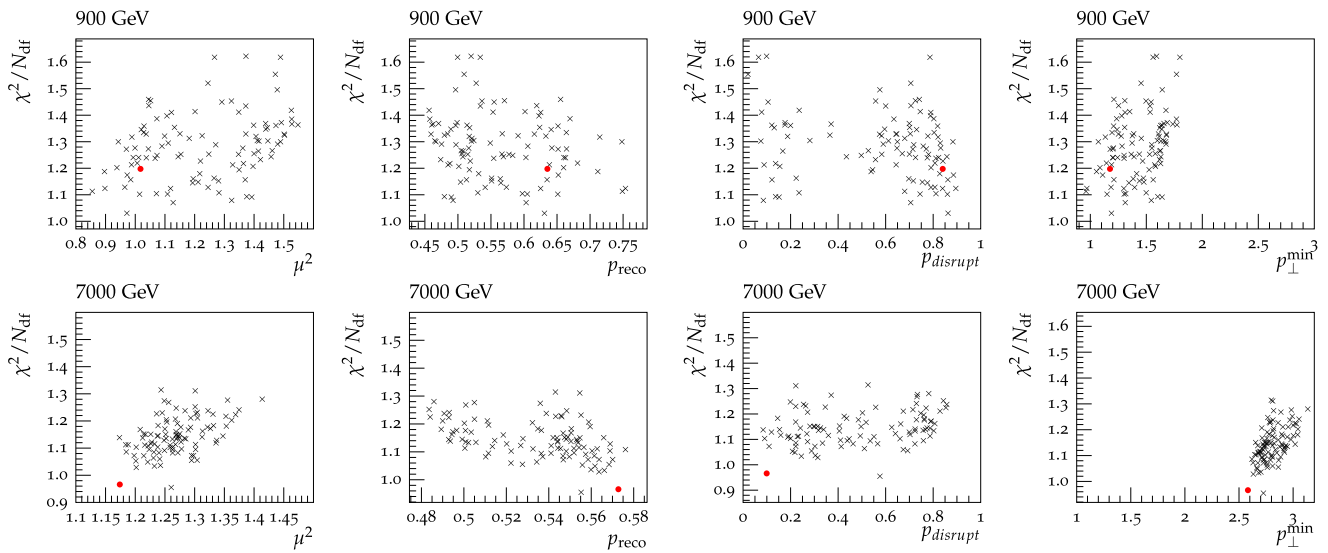 900 GeV
χ²/N_df
1.6
1.5
1.4
1.3
1.2
1.1
1.0
0.8 0.9 1.0 1.1 1.2 1.3 1.4 1.5
μ²
900 GeV
χ²/N_df
1.6
1.5
1.4
1.3
1.2
1.1
1.0
0.45 0.5 0.55 0.6 0.65 0.7 0.75
p_reco
900 GeV
χ²/N_df
1.6
1.5
1.4
1.3
1.2
1.1
1.0
0 0.2 0.4 0.6 0.8 1
p_disrupt
900 GeV
χ²/N_df
1.6
1.5
1.4
1.3
1.2
1.1
1.0
1 1.5 2 2.5 3
p_⊥^min
7000 GeV
χ²/N_df
1.5
1.4
1.3
1.2
1.1
1.0
0.9
1.1 1.15 1.2 1.25 1.3 1.35 1.4 1.45
μ²
7000 GeV
χ²/N_df
1.5
1.4
1.3
1.2
1.1
1.0
0.48 0.5 0.52 0.54 0.56 0.58
p_reco
7000 GeV
χ²/N_df
1.5
1.4
1.3
1.2
1.1
1.0
0.9
0 0.2 0.4 0.6 0.8 1
p_disrupt
7000 GeV
χ²/N_df
1.6
1.5
1.4
1.3
1.2
1.1
1.0
1 1.5 2 2.5 3
p_⊥^min